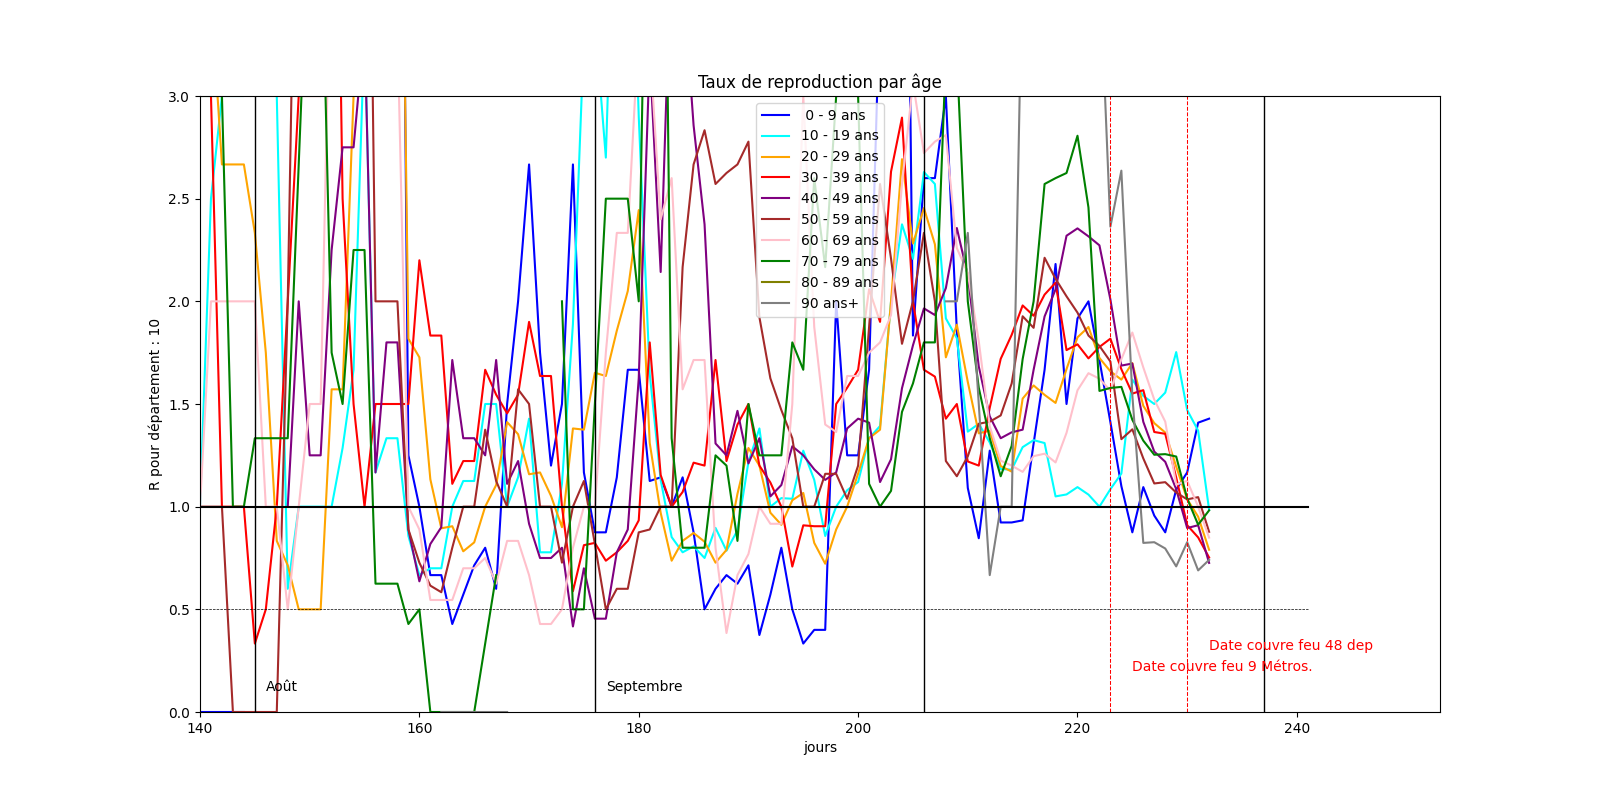 Taux de reproduction par âge
R pour département : 10
3.0
2.5
2.0
1.5
1.0
0.5
0.0
0 - 9 ans
10 - 19 ans
20 - 29 ans
30 - 39 ans
40 - 49 ans
50 - 59 ans
60 - 69 ans
70 - 79 ans
80 - 89 ans
90 ans+
Date couvre feu 48 dep
Date couvre feu 9 Métros.
Août
Septembre
140
160
180
200
220
240
jours